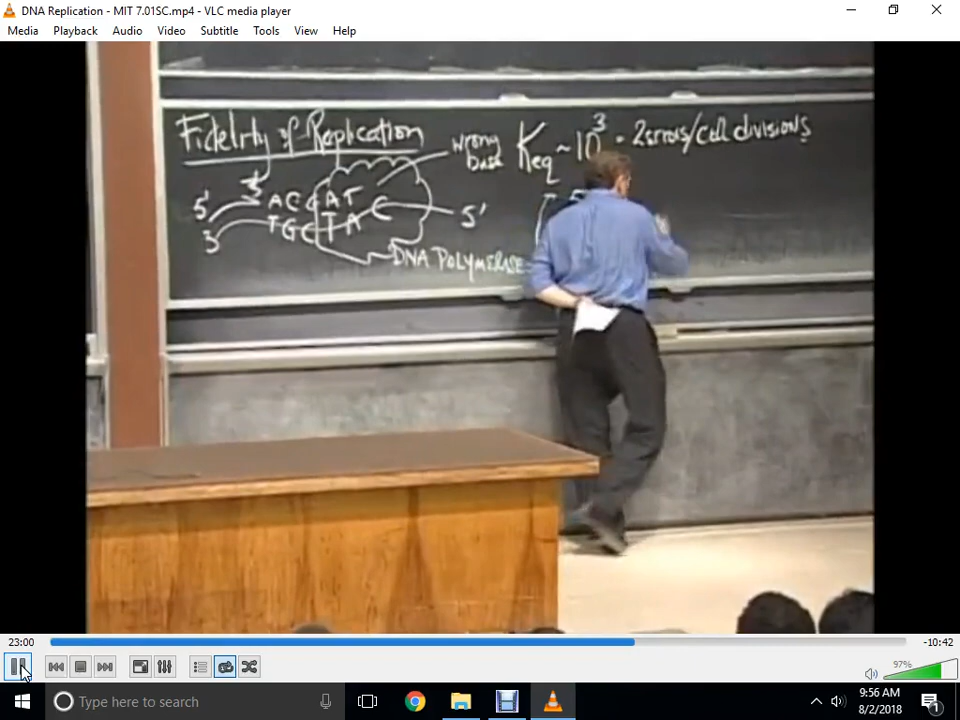 DNA Replication - MIT 7.01SC.mp4 - VLC media player
Media Playback Audio Video Subtitle Tools View Help
Fidelity of Replication
wrong base
Keq ~ 10^3 - 2 errors/cell divisions
5' ACGAT
3' TGCTA C 5'
DNA POLYMERASE
23:00
-10:42
97%
Type here to search
9:56 AM
8/2/2018
1